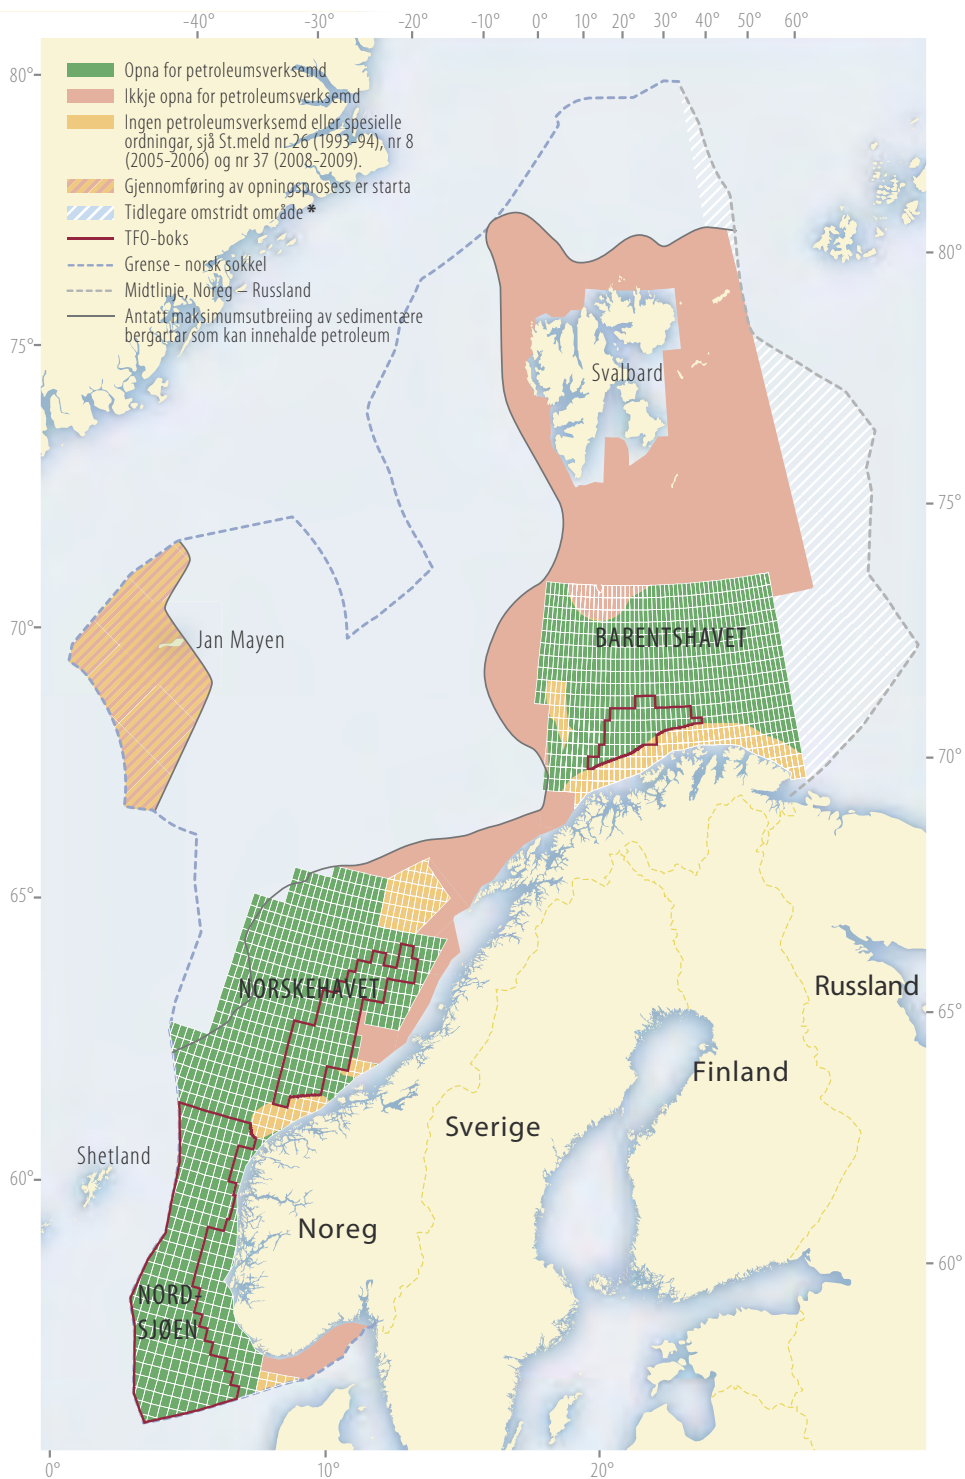 -40° -30° -20° -10° 0° 10° 20° 30° 40° 50° 60°
80°
Opna for petroleumsverksemd
Ikkje opna for petroleumsverksemd
Ingen petroleumsverksemd eller spesielle
ordningar, sjå St.meld nr 26 (1993-94), nr 8
(2005-2006) og nr 37 (2008-2009).
Gjennomføring av opningsprosess er starta
Tidlegare omstridt område *
TFO-boks
Grense - norsk sokkel
Midtlinje, Noreg – Russland
Antatt maksimumsutbreiing av sedimentære
bergartar som kan innehalde petroleum
80°
75°
Svalbard
75°
70°
Jan Mayen
BARENTSHAVET
70°
65°
NORSKEHAVET
Russland
65°
Finland
Sverige
Shetland
60°
Noreg
60°
NORD-
SJØEN
0° 10° 20°